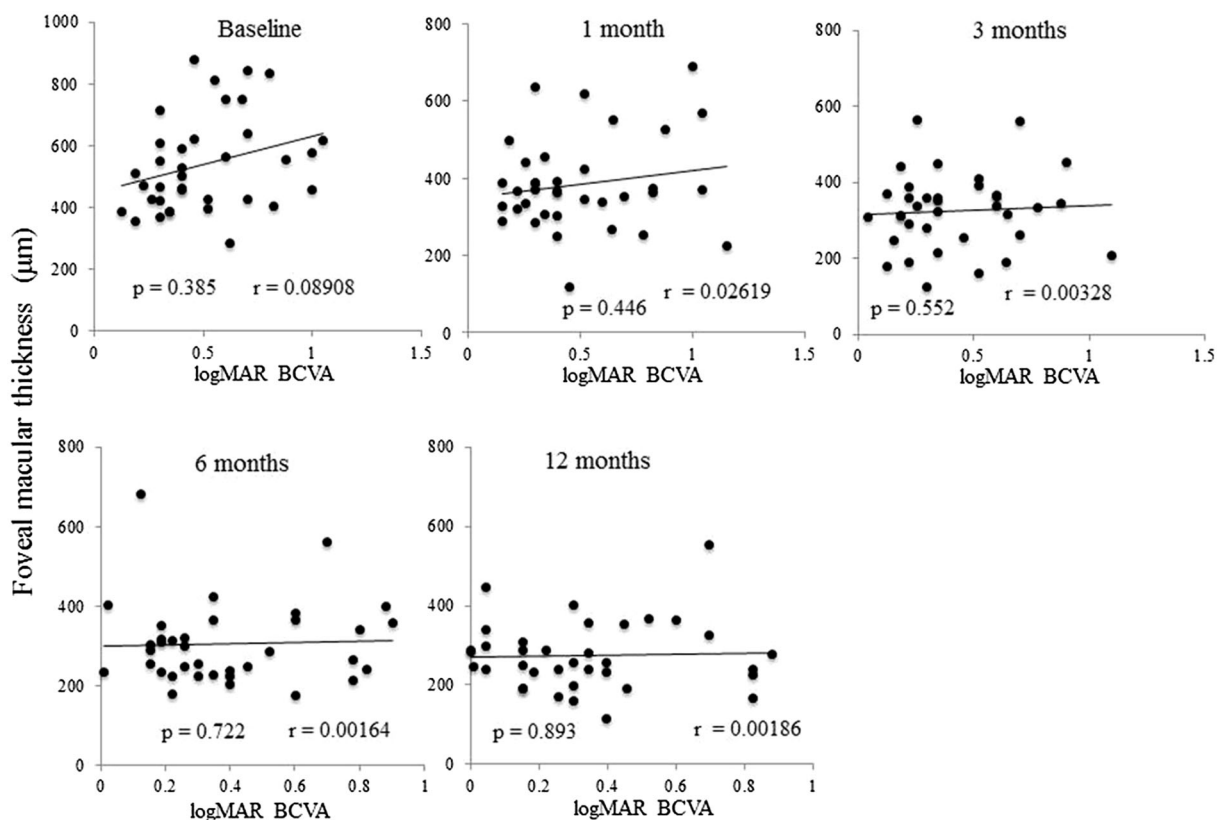 Foveal macular thickness (μm)
Baseline
1000
800
600
400
200
0
p = 0.385 r = 0.08908
0 0.5 1 1.5
logMAR BCVA
1 month
800
600
400
200
0
p = 0.446 r = 0.02619
0 0.5 1 1.5
logMAR BCVA
3 months
800
600
400
200
0
p = 0.552 r = 0.00328
0 0.5 1 1.5
logMAR BCVA
6 months
800
600
400
200
0
p = 0.722 r = 0.00164
0 0.2 0.4 0.6 0.8 1
logMAR BCVA
12 months
800
600
400
200
0
p = 0.893 r = 0.00186
0 0.2 0.4 0.6 0.8 1
logMAR BCVA